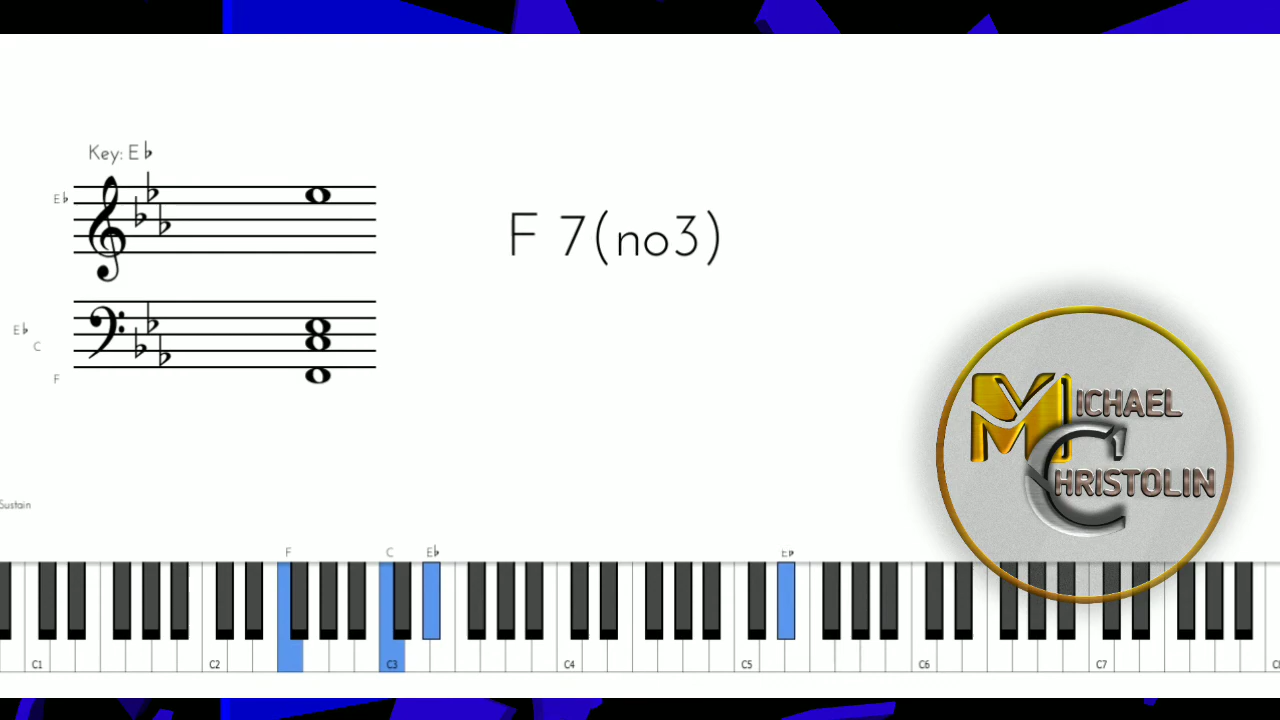 Key: E♭
E♭
F 7(no3)
E♭
C
F
MICHAEL
CHRISTOLIN
Sustain
F C E♭ E♭
C1 C2 C3 C4 C5 C6 C7